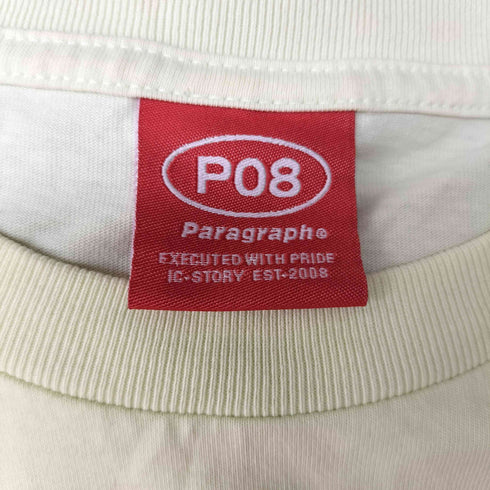 P08
Paragraph®
EXECUTED WITH PRIDE
IC-STORY EST-2008